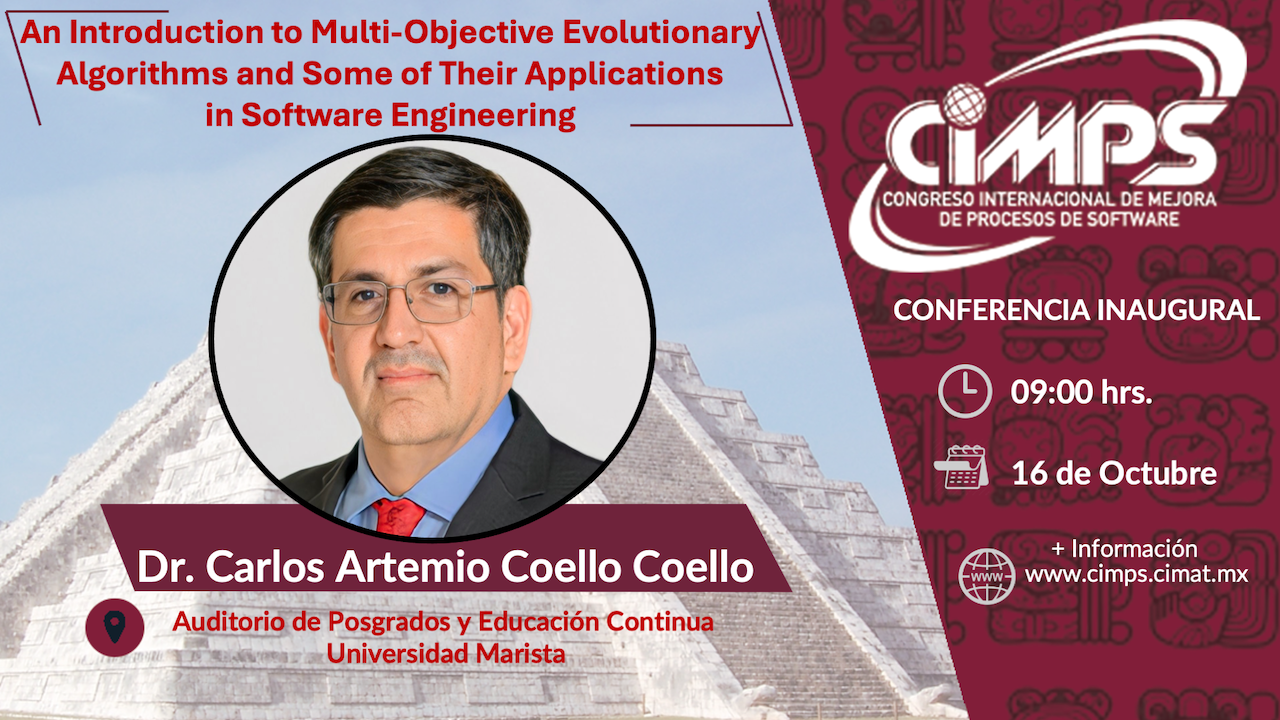 An Introduction to Multi-Objective Evolutionary
Algorithms and Some of Their Applications
in Software Engineering
CIMPS
CONGRESO INTERNACIONAL DE MEJORA
DE PROCESOS DE SOFTWARE
CONFERENCIA INAUGURAL
09:00 hrs.
16 de Octubre
+ Información
www
www.cimps.cimat.mx
Dr. Carlos Artemio Coello Coello
Auditorio de Posgrados y Educación Continua
Universidad Marista